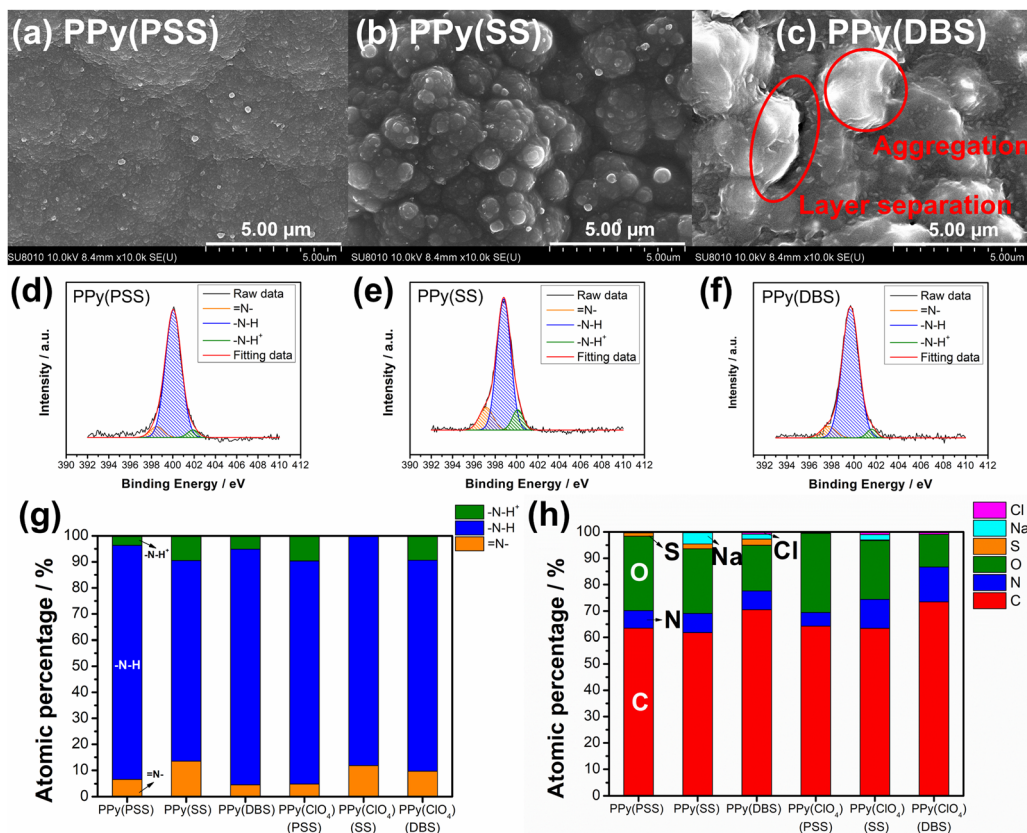 (a) PPy(PSS)
5.00 µm
SU8010 10.0kV 8.4mm x10.0k SE(U)
5.00um
(b) PPy(SS)
5.00 µm
SU8010 10.0kV 8.4mm x10.0k SE(U)
5.00um
(c) PPy(DBS)
Aggregation
Layer separation
5.00 µm
SU8010 10.0kV 8.4mm x10.0k SE(U)
5.00um
(d)
PPy(PSS)
Raw data
=N-
-N-H
-N-H⁺
Fitting data
Intensity / a.u.
390 392 394 396 398 400 402 404 406 408 410 412
Binding Energy / eV
(e)
PPy(SS)
Raw data
=N-
-N-H
-N-H⁺
Fitting data
Intensity / a.u.
390 392 394 396 398 400 402 404 406 408 410 412
Binding Energy / eV
(f)
PPy(DBS)
Raw data
=N-
-N-H
-N-H⁺
Fitting data
Intensity / a.u.
392 394 396 398 400 402 404 406 408 410 412
Binding Energy / eV
(g)
-N-H⁺
-N-H
=N-
Atomic percentage / %
100
90
80
70
60
50
40
30
20
10
0
-N-H⁺
-N-H
=N-
PPy(PSS) PPy(SS) PPy(DBS) PPy(ClO₄) PPy(ClO₄) PPy(ClO₄)
(PSS) (SS) (DBS)
(h)
Cl
Na
S
O
N
C
Atomic percentage / %
100
90
80
70
60
50
40
30
20
10
0
S
Na
Cl
O
N
C
PPy(PSS) PPy(SS) PPy(DBS) PPy(ClO₄) PPy(ClO₄) PPy(ClO₄)
(PSS) (SS) (DBS)